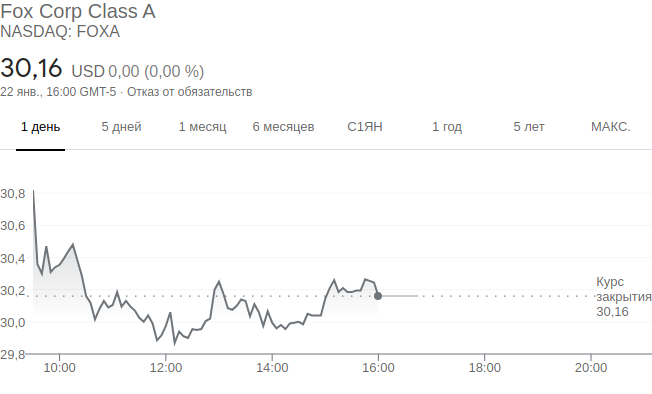 Fox Corp Class A
NASDAQ: FOXA
30,16 USD 0,00 (0,00 %)
22 янв., 16:00 GMT-5 · Отказ от обязательств
1 день 5 дней 1 месяц 6 месяцев С1ЯН 1 год 5 лет МАКС.
30,8
30,6
30,4
30,2
30,0
29,8
Курс
закрытия
30,16
10:00 12:00 14:00 16:00 18:00 20:00